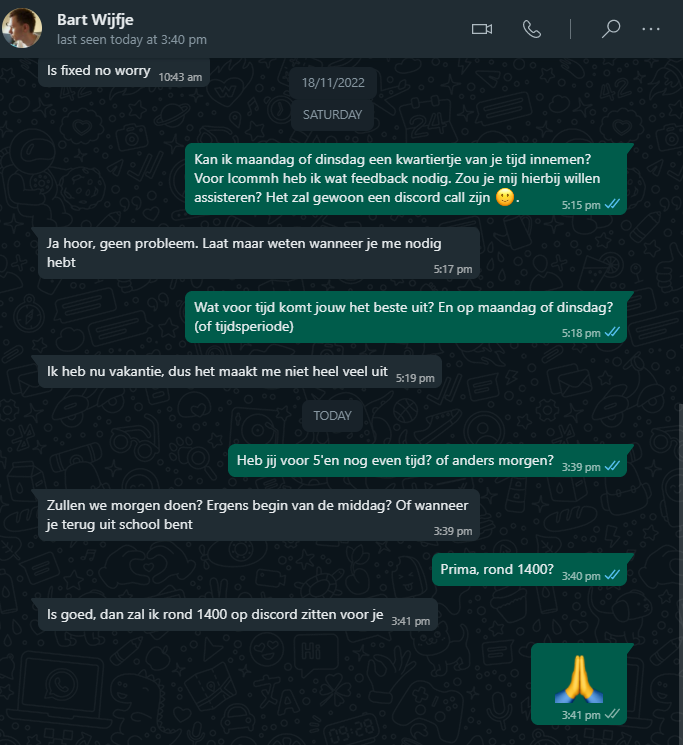 Bart Wijfje
last seen today at 3:40 pm
Is fixed no worry 10:43 am
18/11/2022
SATURDAY
Kan ik maandag of dinsdag een kwartiertje van je tijd innemen?
Voor Icommh heb ik wat feedback nodig. Zou je mij hierbij willen
assisteren? Het zal gewoon een discord call zijn 🙂.
5:15 pm
Ja hoor, geen probleem. Laat maar weten wanneer je me nodig
hebt
5:17 pm
Wat voor tijd komt jouw het beste uit? En op maandag of dinsdag?
(of tijdsperiode)
5:18 pm
Ik heb nu vakantie, dus het maakt me niet heel veel uit 5:19 pm
TODAY
Heb jij voor 5'en nog even tijd? of anders morgen? 3:39 pm
Zullen we morgen doen? Ergens begin van de middag? Of wanneer
je terug uit school bent
3:39 pm
Prima, rond 1400? 3:40 pm
Is goed, dan zal ik rond 1400 op discord zitten voor je 3:41 pm
🙏
3:41 pm